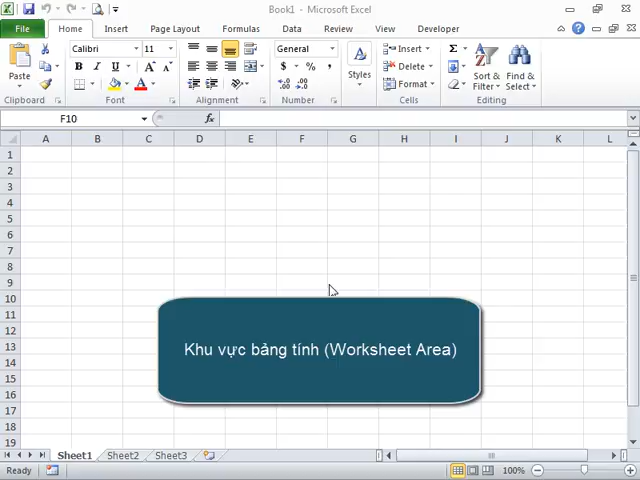 Book1 - Microsoft Excel
File Home Insert Page Layout Formulas Data Review View Developer
Calibri 11 General Insert Σ
Paste B I U A A $ % , Styles Delete Sort & Filter Find & Select
A Format
Clipboard Font Alignment Number Cells Editing
F10 fx
A B C D E F G H I J K L
1
2
3
4
5
6
7
8
9
10
11
12
13
14
15
16
17
18
19
Khu vực bảng tính (Worksheet Area)
Sheet1 Sheet2 Sheet3
Ready 100%